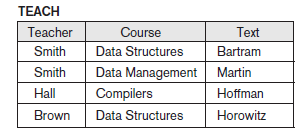 TEACH
Teacher Course Text
Smith Data Structures Bartram
Smith Data Management Martin
Hall Compilers Hoffman
Brown Data Structures Horowitz